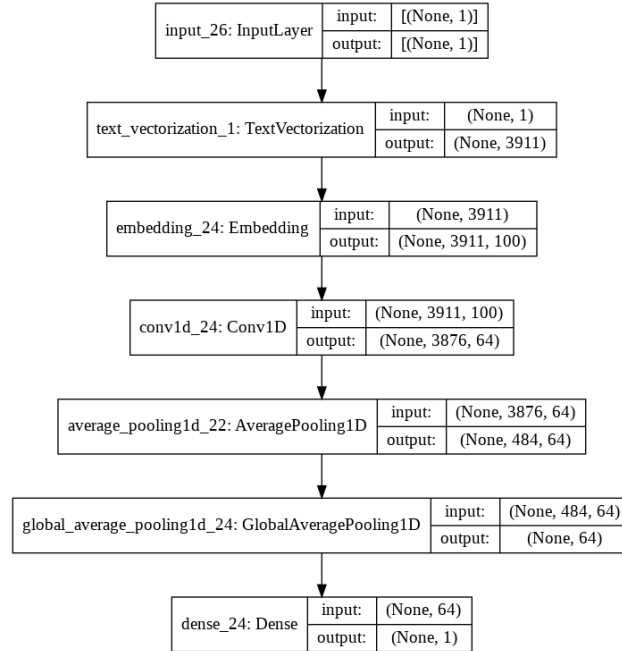 input_26: InputLayer input: [(None, 1)]
output: [(None, 1)]
text_vectorization_1: TextVectorization input: (None, 1)
output: (None, 3911)
embedding_24: Embedding input: (None, 3911)
output: (None, 3911, 100)
conv1d_24: Conv1D input: (None, 3911, 100)
output: (None, 3876, 64)
average_pooling1d_22: AveragePooling1D input: (None, 3876, 64)
output: (None, 484, 64)
global_average_pooling1d_24: GlobalAveragePooling1D input: (None, 484, 64)
output: (None, 64)
dense_24: Dense input: (None, 64)
output: (None, 1)